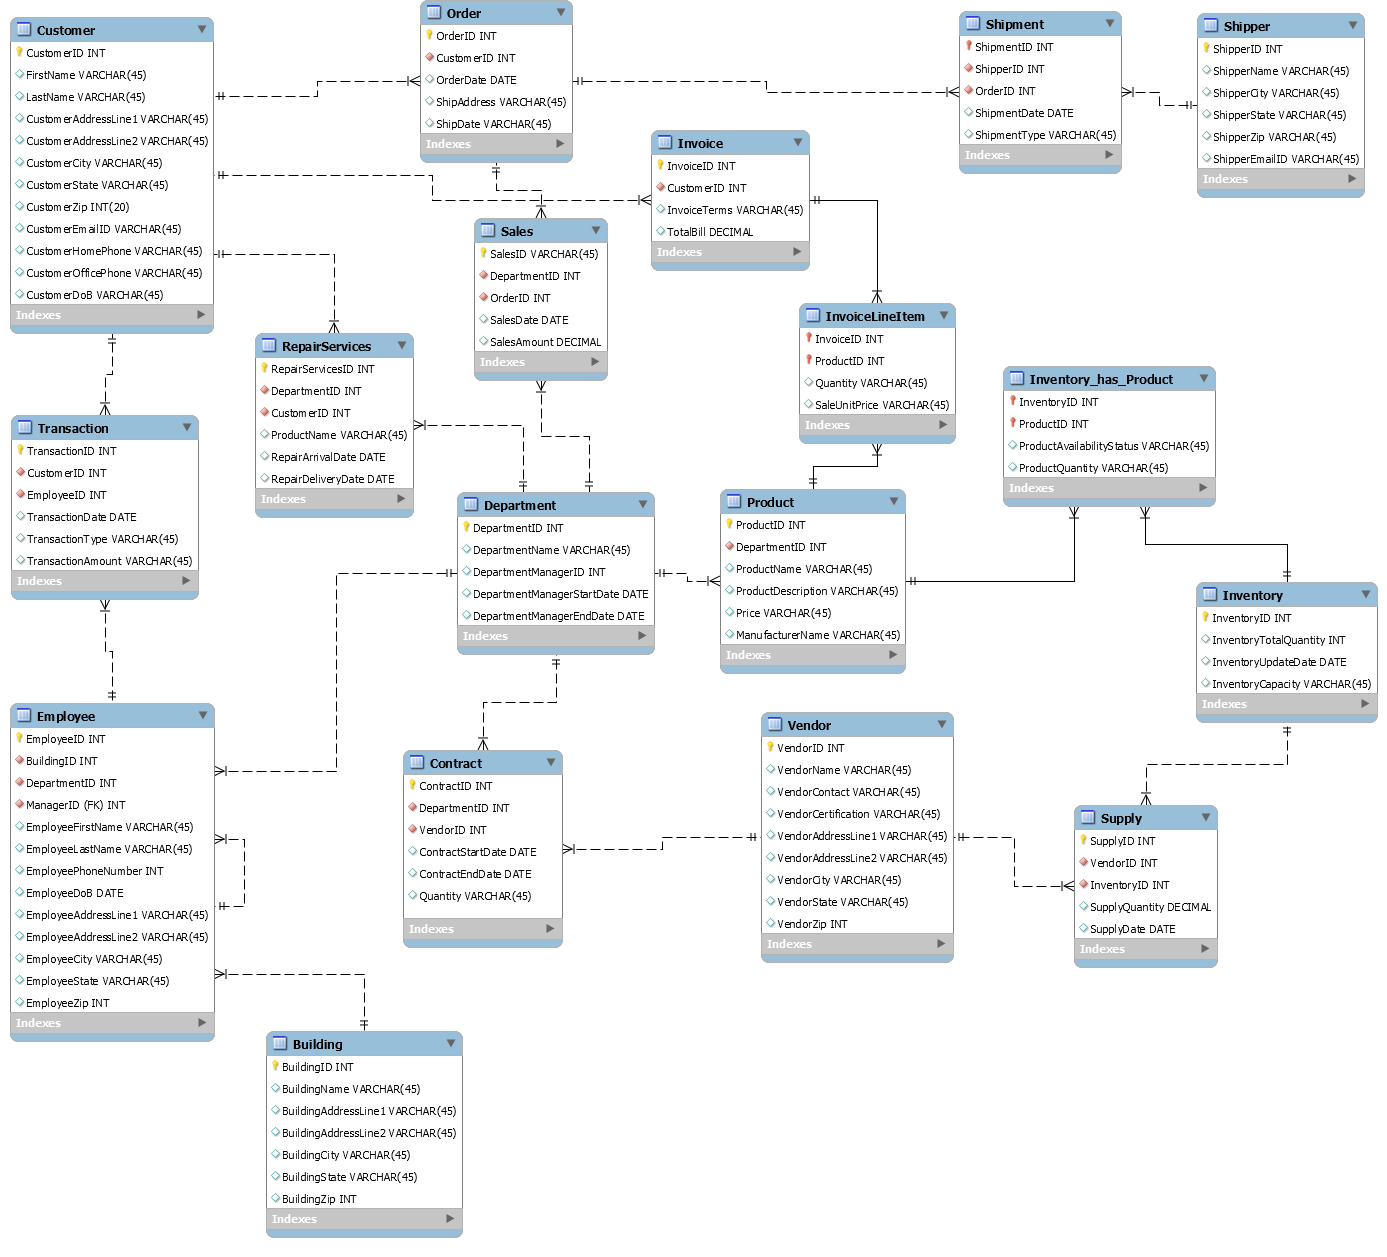 Customer
CustomerID INT
FirstName VARCHAR(45)
LastName VARCHAR(45)
CustomerAddressLine1 VARCHAR(45)
CustomerAddressLine2 VARCHAR(45)
CustomerCity VARCHAR(45)
CustomerState VARCHAR(45)
CustomerZip INT(20)
CustomerEmailID VARCHAR(45)
CustomerHomePhone VARCHAR(45)
CustomerOfficePhone VARCHAR(45)
CustomerDoB VARCHAR(45)
Indexes
Order
OrderID INT
CustomerID INT
OrderDate DATE
ShipAddress VARCHAR(45)
ShipDate VARCHAR(45)
Indexes
Shipment
ShipmentID INT
ShipperID INT
OrderID INT
ShipmentDate DATE
ShipmentType VARCHAR(45)
Indexes
Shipper
ShipperID INT
ShipperName VARCHAR(45)
ShipperCity VARCHAR(45)
ShipperState VARCHAR(45)
ShipperZip VARCHAR(45)
ShipperEmailID VARCHAR(45)
Indexes
Invoice
InvoiceID INT
CustomerID INT
InvoiceTerms VARCHAR(45)
TotalBill DECIMAL
Indexes
Sales
SalesID VARCHAR(45)
DepartmentID INT
OrderID INT
SalesDate DATE
SalesAmount DECIMAL
Indexes
InvoiceLineItem
InvoiceID INT
ProductID INT
Quantity VARCHAR(45)
SaleUnitPrice VARCHAR(45)
Indexes
RepairServices
RepairServicesID INT
DepartmentID INT
CustomerID INT
ProductName VARCHAR(45)
RepairArrivalDate DATE
RepairDeliveryDate DATE
Indexes
Inventory_has_Product
InventoryID INT
ProductID INT
ProductAvailabilityStatus VARCHAR(45)
ProductQuantity VARCHAR(45)
Indexes
Transaction
TransactionID INT
CustomerID INT
EmployeeID INT
TransactionDate DATE
TransactionType VARCHAR(45)
TransactionAmount VARCHAR(45)
Indexes
Department
DepartmentID INT
DepartmentName VARCHAR(45)
DepartmentManagerID INT
DepartmentManagerStartDate DATE
DepartmentManagerEndDate DATE
Indexes
Product
ProductID INT
DepartmentID INT
ProductName VARCHAR(45)
ProductDescription VARCHAR(45)
Price VARCHAR(45)
ManufacturerName VARCHAR(45)
Indexes
Inventory
InventoryID INT
InventoryTotalQuantity INT
InventoryUpdateDate DATE
InventoryCapacity VARCHAR(45)
Indexes
Employee
EmployeeID INT
BuildingID INT
DepartmentID INT
ManagerID (FK) INT
EmployeeFirstName VARCHAR(45)
EmployeeLastName VARCHAR(45)
EmployeePhoneNumber INT
EmployeeDoB DATE
EmployeeAddressLine1 VARCHAR(45)
EmployeeAddressLine2 VARCHAR(45)
EmployeeCity VARCHAR(45)
EmployeeState VARCHAR(45)
EmployeeZip INT
Indexes
Contract
ContractID INT
DepartmentID INT
VendorID INT
ContractStartDate DATE
ContractEndDate DATE
Quantity VARCHAR(45)
Indexes
Vendor
VendorID INT
VendorName VARCHAR(45)
VendorContact VARCHAR(45)
VendorCertification VARCHAR(45)
VendorAddressLine1 VARCHAR(45)
VendorAddressLine2 VARCHAR(45)
VendorCity VARCHAR(45)
VendorState VARCHAR(45)
VendorZip INT
Indexes
Supply
SupplyID INT
VendorID INT
InventoryID INT
SupplyQuantity DECIMAL
SupplyDate DATE
Indexes
Building
BuildingID INT
BuildingName VARCHAR(45)
BuildingAddressLine1 VARCHAR(45)
BuildingAddressLine2 VARCHAR(45)
BuildingCity VARCHAR(45)
BuildingState VARCHAR(45)
BuildingZip INT
Indexes